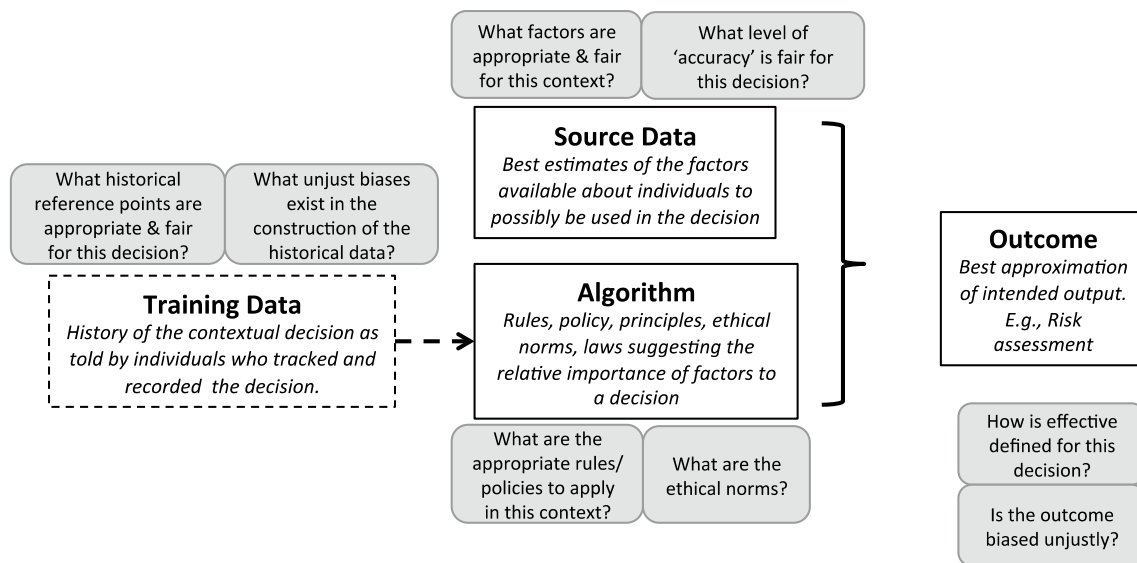 What factors are
appropriate & fair
for this context?
What level of
‘accuracy’ is fair for
this decision?
Source Data
Best estimates of the factors
available about individuals to
possibly be used in the decision
What historical
reference points are
appropriate & fair
for this decision?
What unjust biases
exist in the
construction of the
historical data?
Training Data
History of the contextual decision as
told by individuals who tracked and
recorded the decision.
Algorithm
Rules, policy, principles, ethical
norms, laws suggesting the
relative importance of factors to
a decision
What are the
appropriate rules/
policies to apply
in this context?
What are the
ethical norms?
Outcome
Best approximation
of intended output.
E.g., Risk
assessment
How is effective
defined for this
decision?
Is the outcome
biased unjustly?